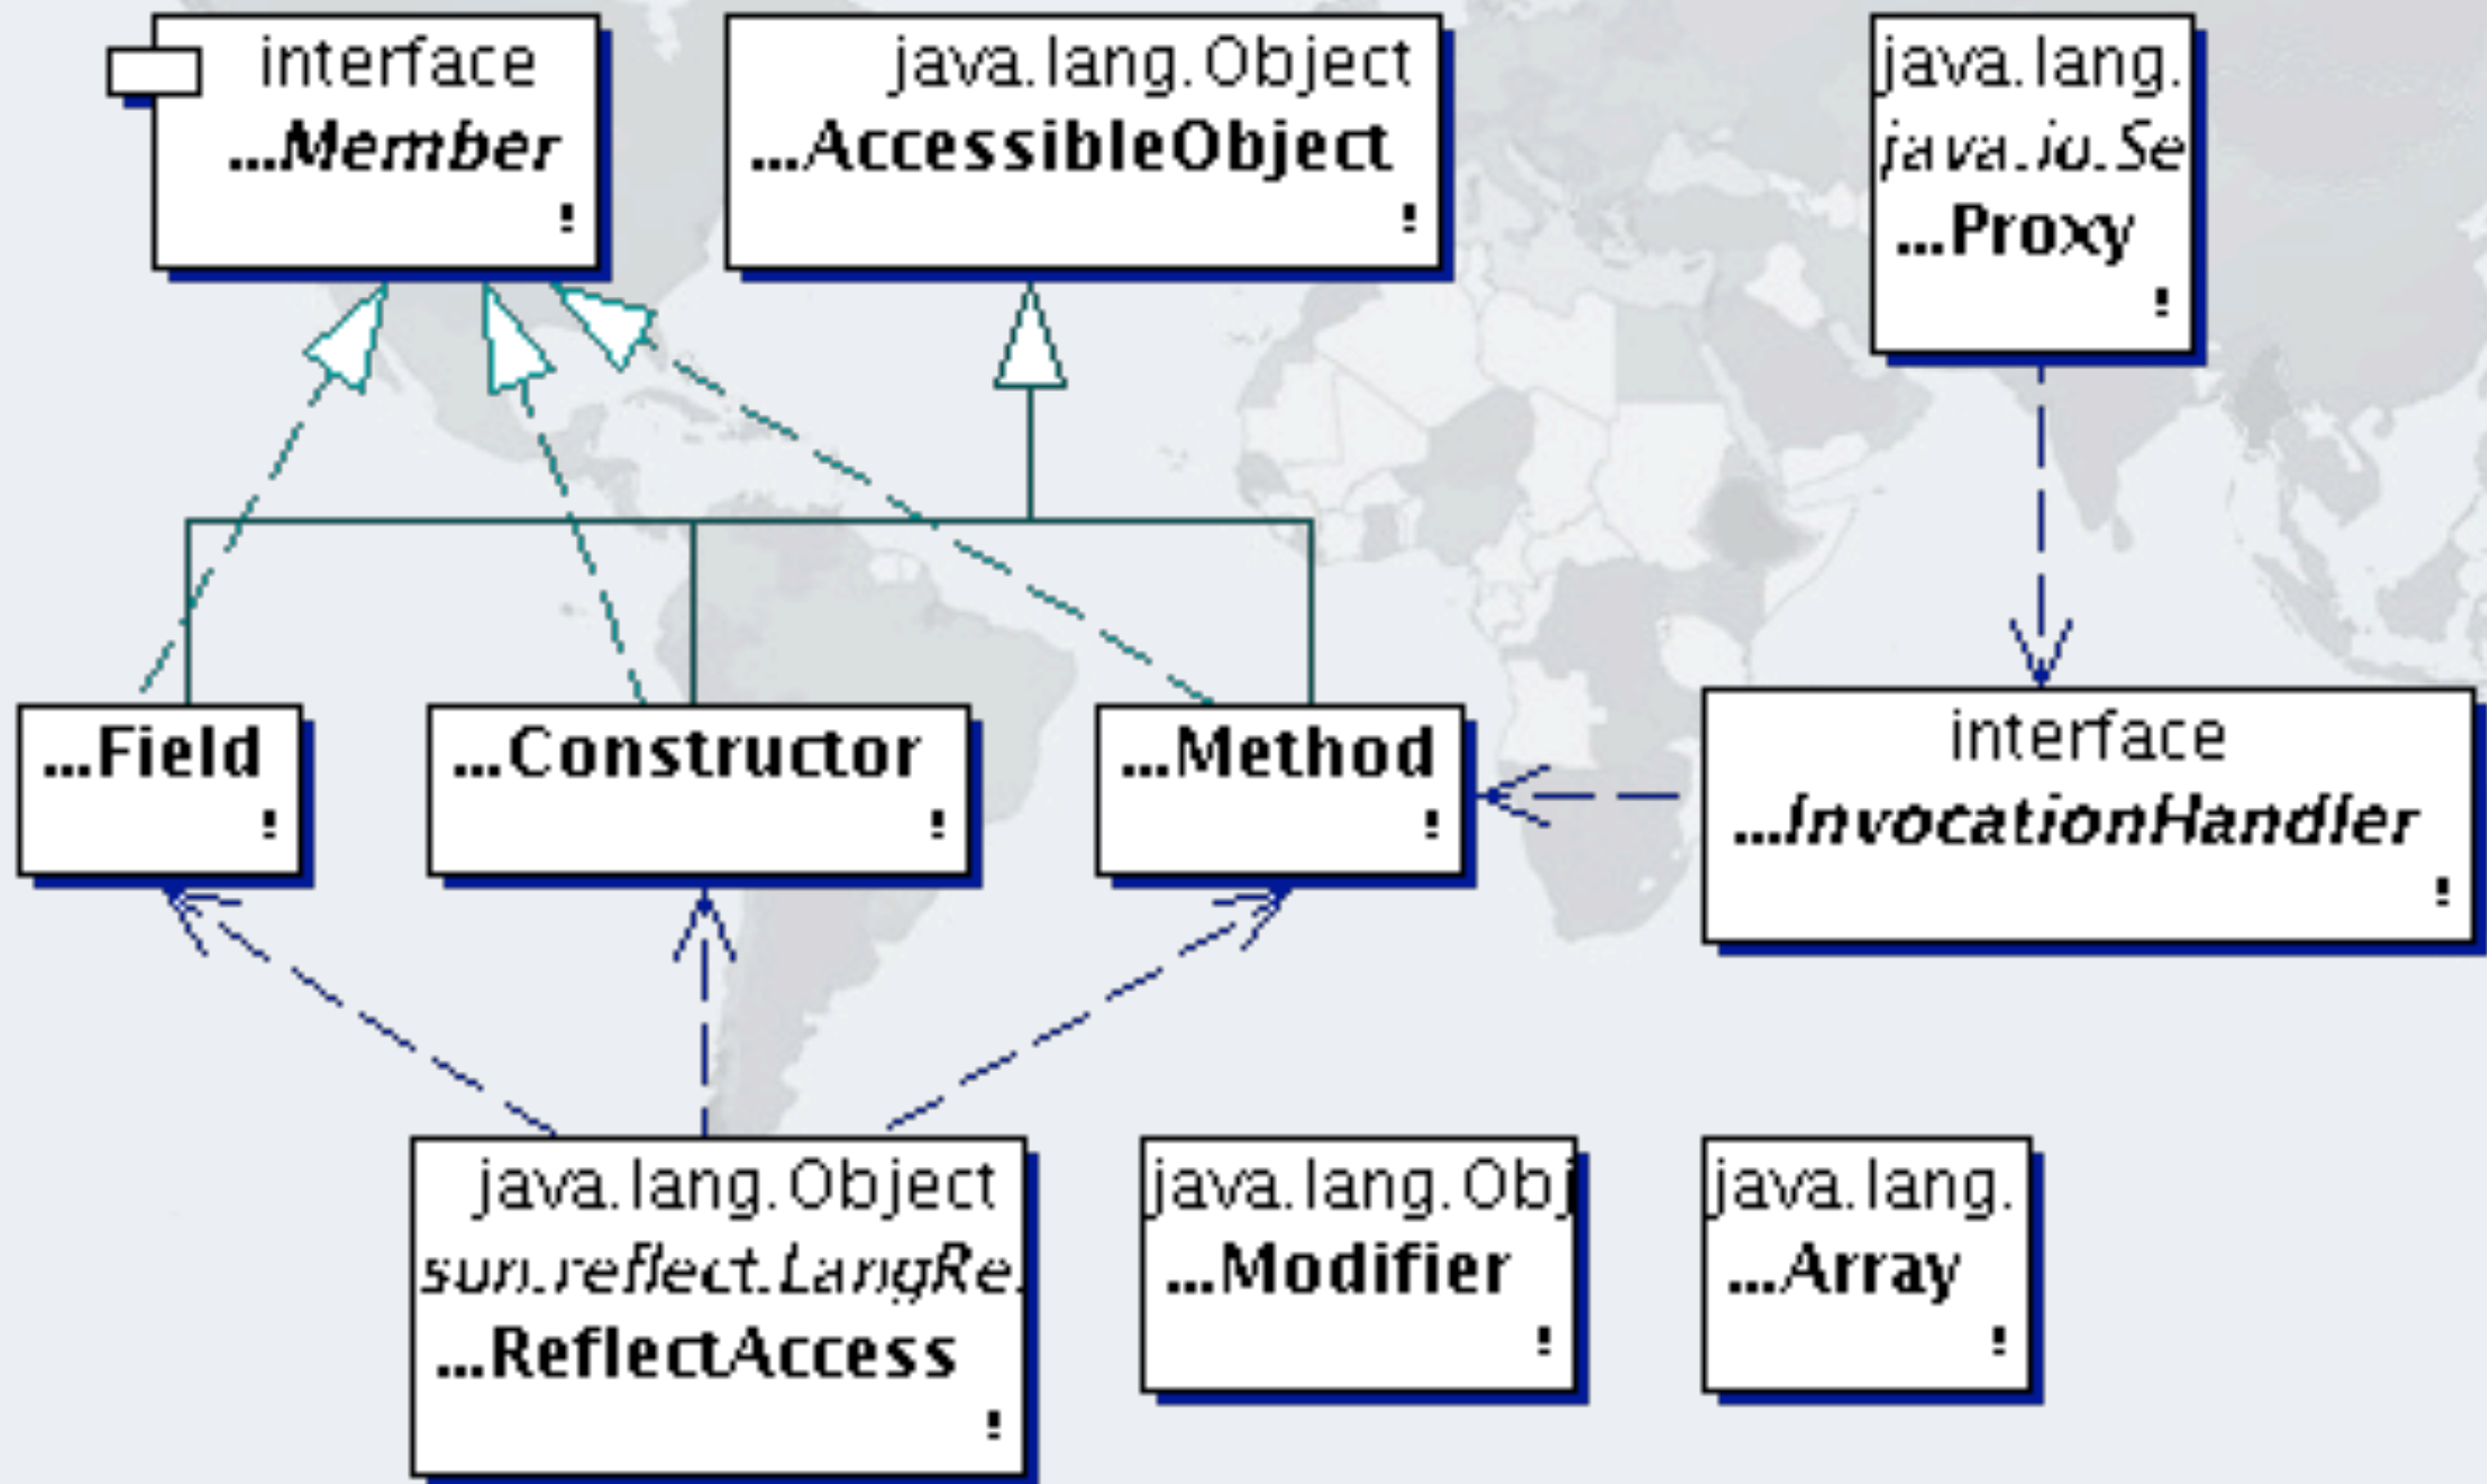 interface
...Member
!
java.lang.Object
...AccessibleObject
!
java.lang.
java.io.Se
...Proxy
!
...Field
!
...Constructor
!
...Method
!
interface
...InvocationHandler
!
java.lang.Object
sun.reflect.LangRe.
...ReflectAccess
!
java.lang.Obj
...Modifier
!
java.lang.
...Array
!